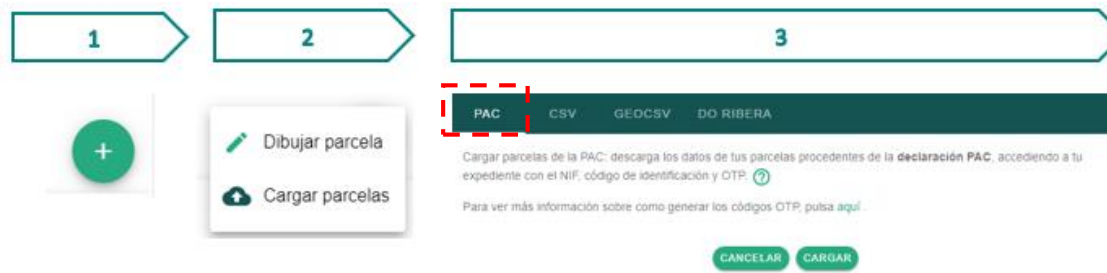 1
2
3
+
Dibujar parcela
Cargar parcelas
PAC CSV GEOCSV DO RIBERA
Cargar parcelas de la PAC: descarga los datos de tus parcelas procedentes de la declaración PAC, accediendo a tu
expediente con el NIF, código de identificación y OTP. ?
Para ver más información sobre como generar los códigos OTP, pulsa aquí .
CANCELAR CARGAR